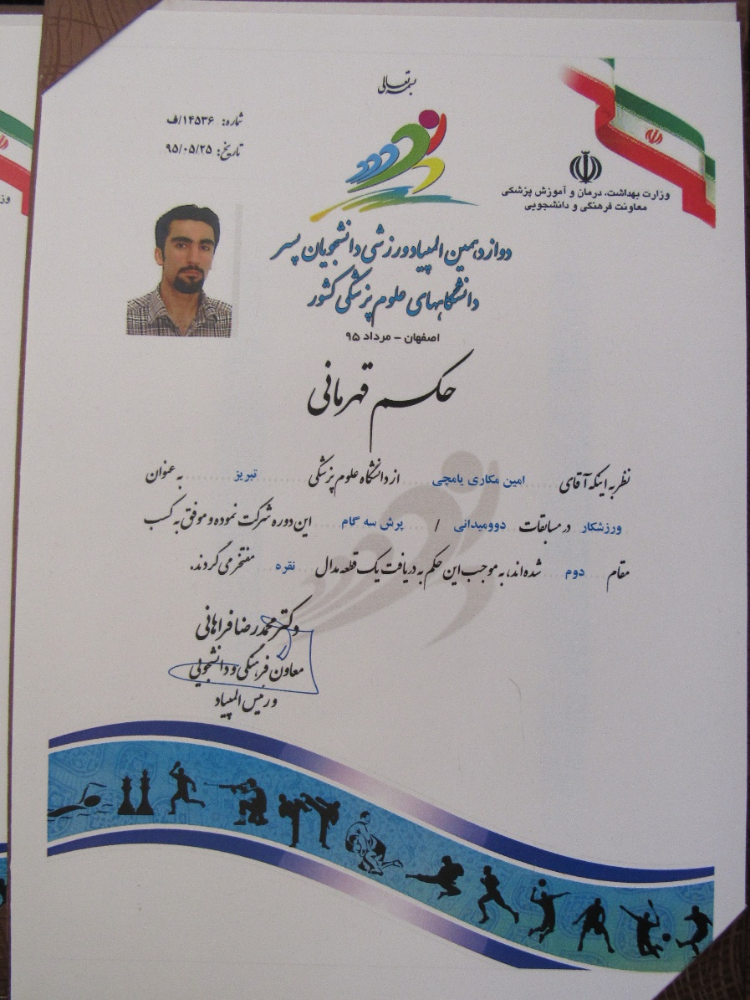 بسمه تعالی
شماره: ۱۴۵۳۶/ف
تاریخ: ۹۵/۰۵/۲۵
وزارت بهداشت، درمان و آموزش پزشکی
معاونت فرهنگی و دانشجویی
دوازدهمین المپیاد ورزشی دانشجویان پسر
دانشگاههای علوم پزشکی کشور
اصفهان - مرداد ۹۵
حکم قهرمانی
نظر به اینکه آقای امین مکاری یامچی از دانشگاه علوم پزشکی تبریز به عنوان
ورزشکار در مسابقات دوومیدانی / پرش سه گام این دوره شرکت نموده و موفق به کسب
مقام دوم شده‌اند، به موجب این حکم به دریافت یک قطعه مدال نقره مفتخر می گردند.
دکتر محمدرضا فراهانی
معاون فرهنگی و دانشجویی
و رئیس المپیاد